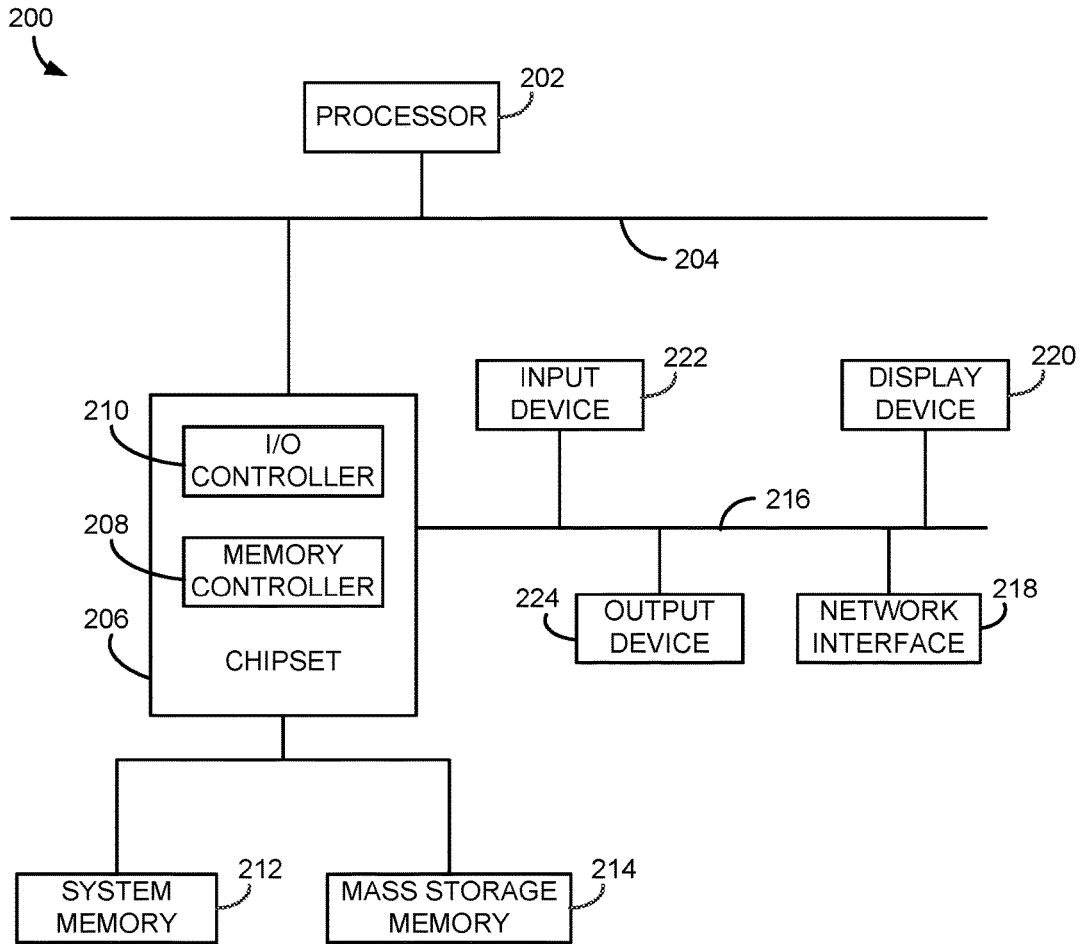 200
202
PROCESSOR
204
222
INPUT
DEVICE
220
DISPLAY
DEVICE
210
I/O
CONTROLLER
216
208
MEMORY
CONTROLLER
224
OUTPUT
DEVICE
218
NETWORK
INTERFACE
206
CHIPSET
212
SYSTEM
MEMORY
214
MASS STORAGE
MEMORY